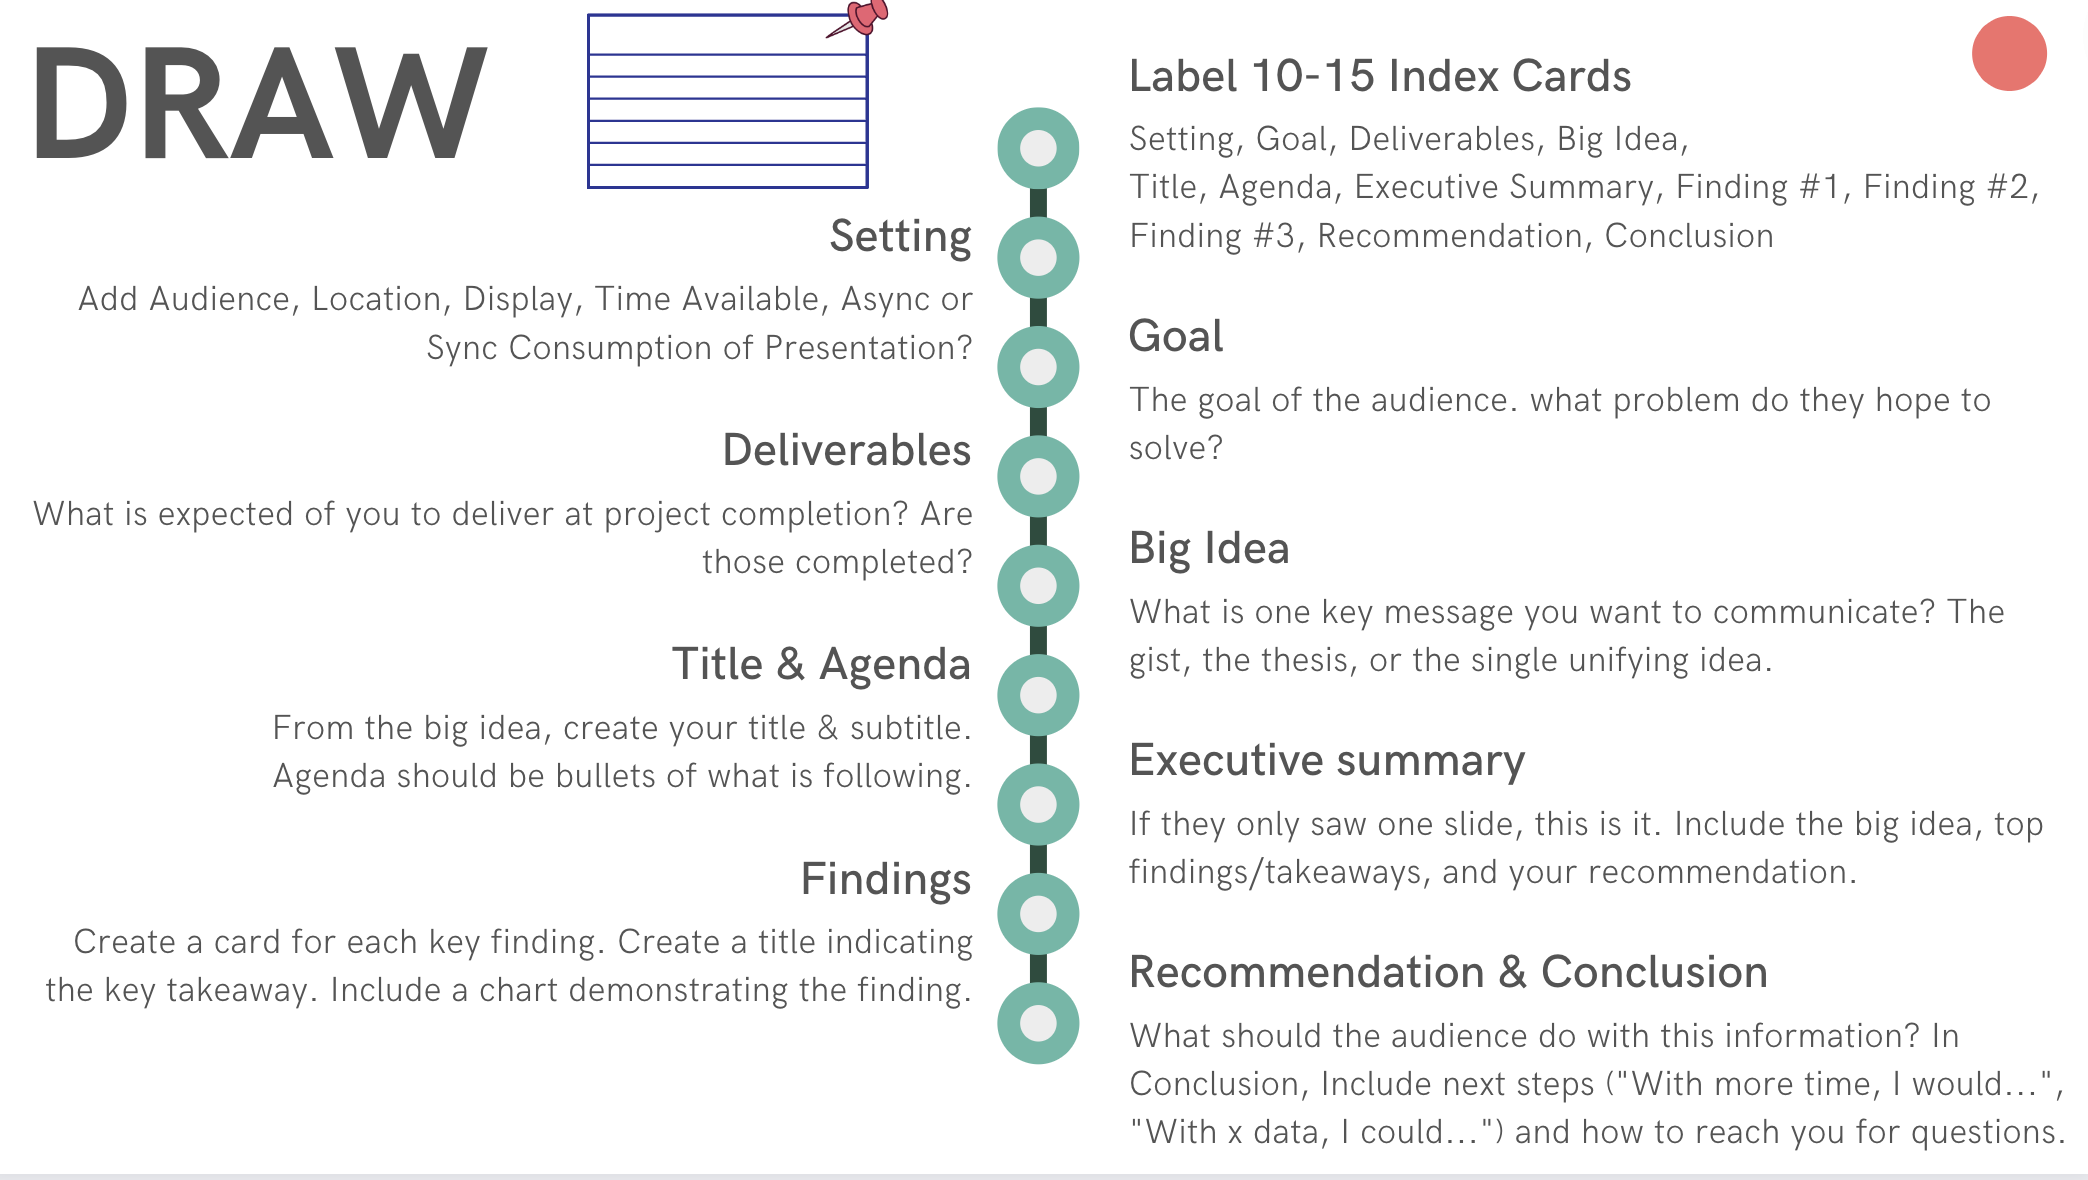 DRAW
Label 10-15 Index Cards
Setting, Goal, Deliverables, Big Idea,
Title, Agenda, Executive Summary, Finding #1, Finding #2,
Finding #3, Recommendation, Conclusion
Setting
Add Audience, Location, Display, Time Available, Async or
Sync Consumption of Presentation?
Goal
The goal of the audience. what problem do they hope to
solve?
Deliverables
What is expected of you to deliver at project completion? Are
those completed?
Big Idea
What is one key message you want to communicate? The
gist, the thesis, or the single unifying idea.
Title & Agenda
From the big idea, create your title & subtitle.
Agenda should be bullets of what is following.
Executive summary
If they only saw one slide, this is it. Include the big idea, top
findings/takeaways, and your recommendation.
Findings
Create a card for each key finding. Create a title indicating
the key takeaway. Include a chart demonstrating the finding.
Recommendation & Conclusion
What should the audience do with this information? In
Conclusion, Include next steps ("With more time, I would...",
"With x data, I could...") and how to reach you for questions.